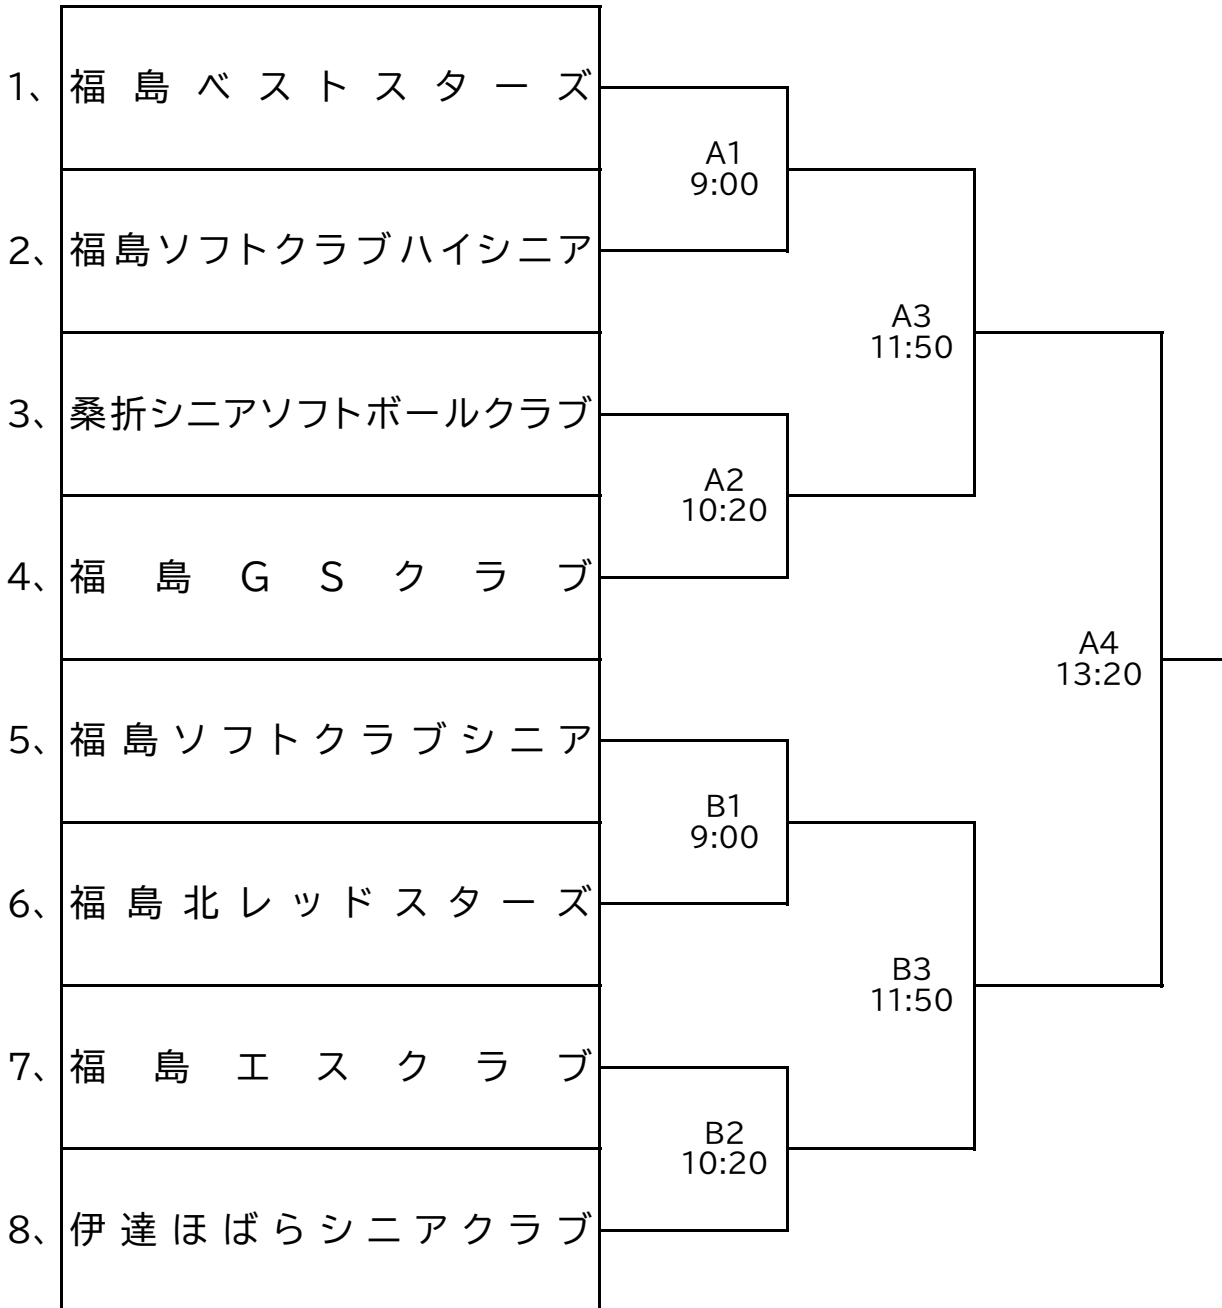 1、福島ベストスターズ
A1
9:00
2、福島ソフトクラブハイシニア
A3
11:50
3、桑折シニアソフトボールクラブ
A2
10:20
4、福島GSクラブ
A4
13:20
5、福島ソフトクラブシニア
B1
9:00
6、福島北レッドスターズ
B3
11:50
7、福島エスクラブ
B2
10:20
8、伊達ほばらシニアクラブ